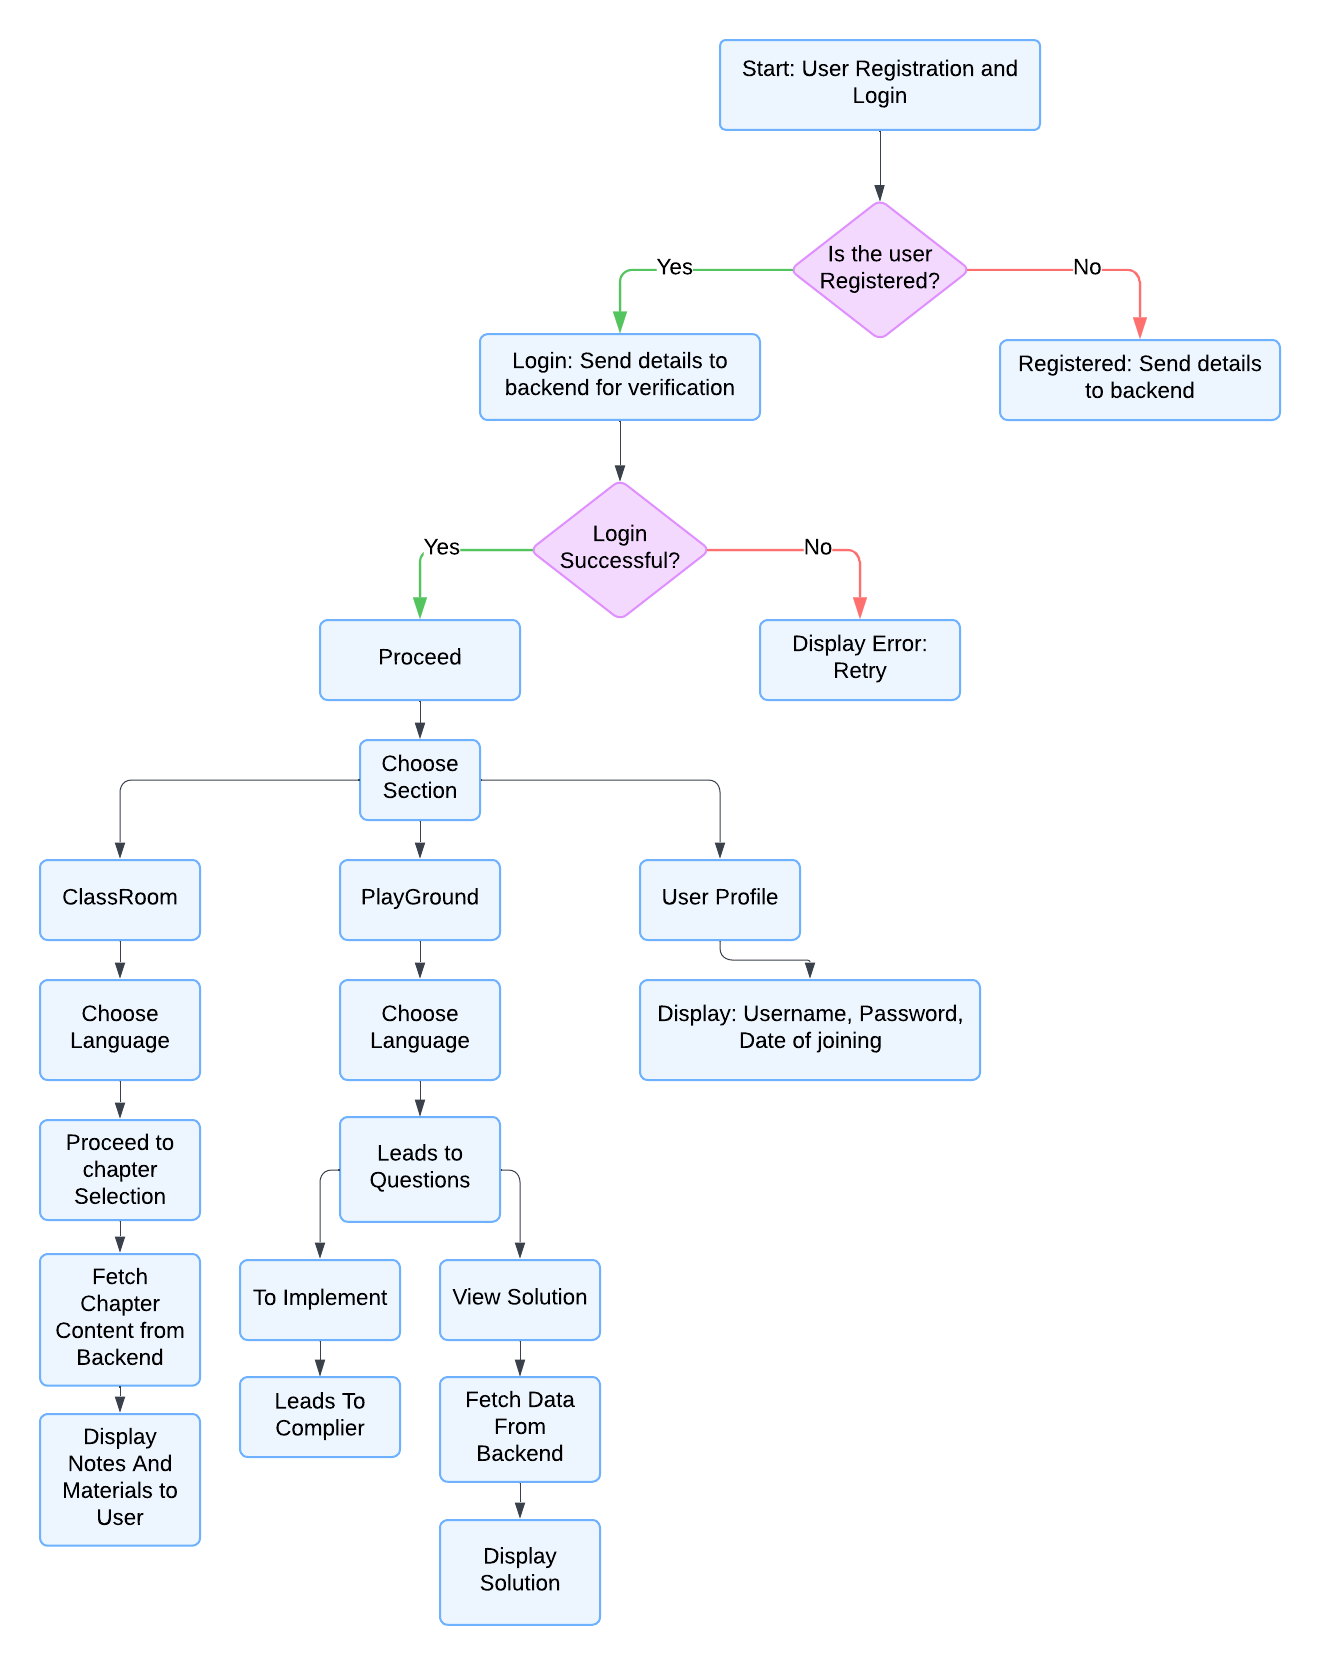 Start: User Registration and
Login
Is the user
Registered?
Yes
No
Login: Send details to
backend for verification
Registered: Send details
to backend
Login
Successful?
Yes
No
Proceed
Display Error:
Retry
Choose
Section
ClassRoom
PlayGround
User Profile
Choose
Language
Choose
Language
Display: Username, Password,
Date of joining
Proceed to
chapter
Selection
Leads to
Questions
Fetch
Chapter
Content from
Backend
To Implement
View Solution
Leads To
Complier
Fetch Data
From
Backend
Display
Notes And
Materials to
User
Display
Solution